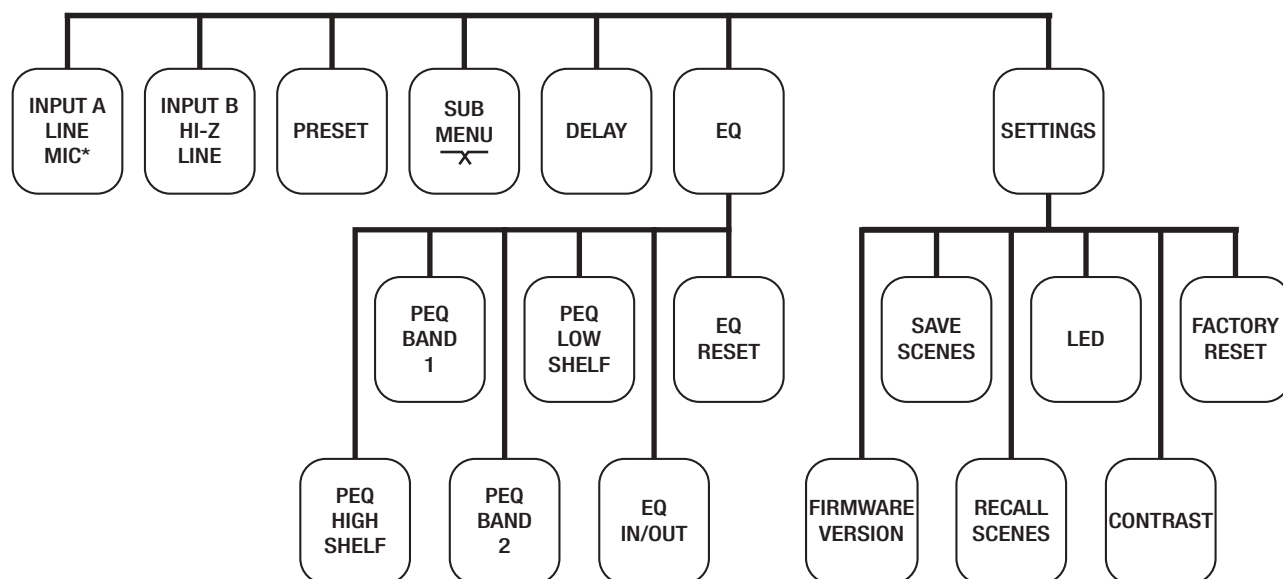 INPUT A
LINE
MIC*
INPUT B
HI-Z
LINE
PRESET
SUB
MENU
DELAY
EQ
SETTINGS
PEQ
BAND
1
PEQ
LOW
SHELF
EQ
RESET
SAVE
SCENES
LED
FACTORY
RESET
PEQ
HIGH
SHELF
PEQ
BAND
2
EQ
IN/OUT
FIRMWARE
VERSION
RECALL
SCENES
CONTRAST